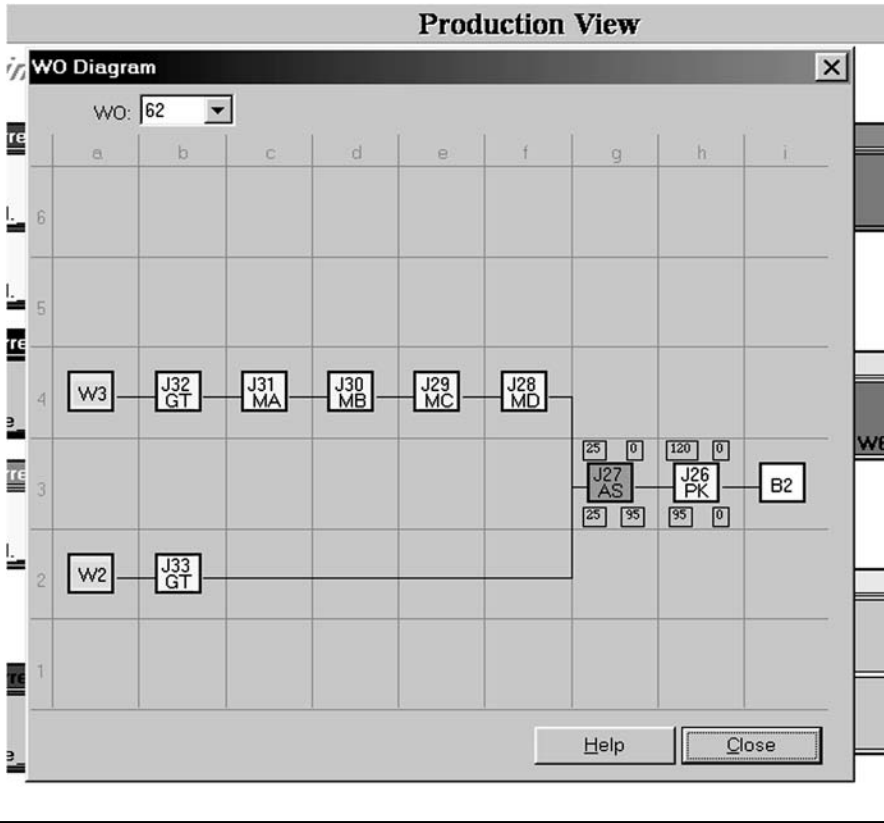 Production View
WO Diagram
WO: 62
a b c d e f g h i
6
5
4 W3 J32 GT J31 MA J30 MB J29 MC J28 MD
25 0 120 0
3 J27 AS J26 PK B2
25 95 95 0
2 W2 J33 GT
1
Help Close